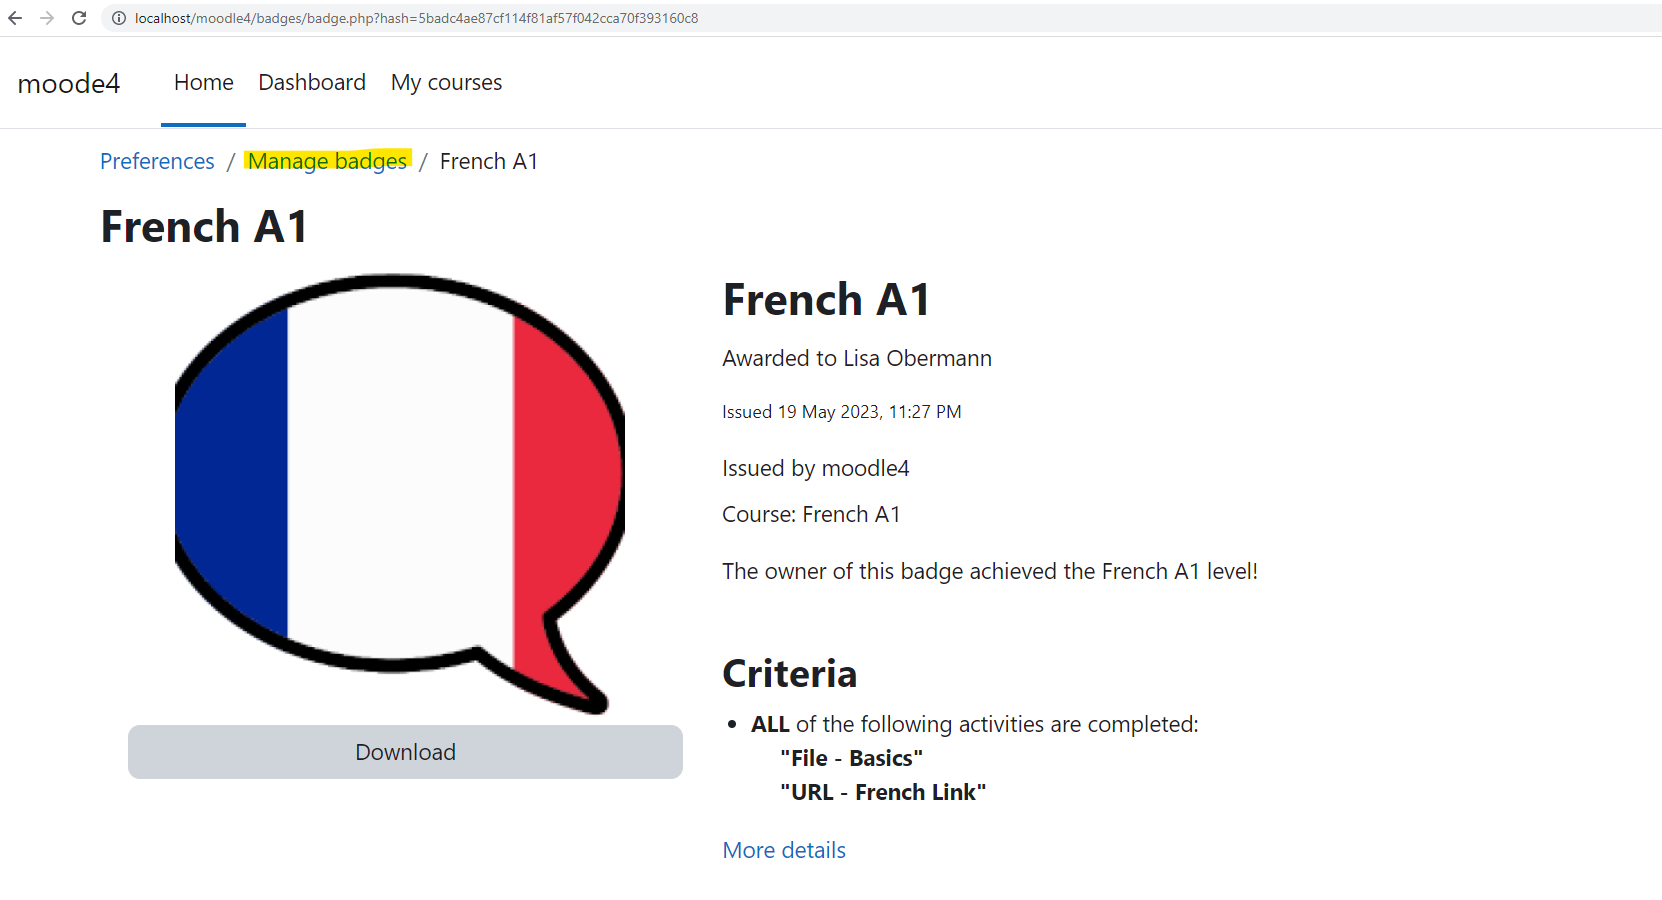 localhost/moodle4/badges/badge.php?hash=5badc4ae87cf114f81af57f042cca70f393160c8
moode4 Home Dashboard My courses
Preferences / Manage badges / French A1
French A1
French A1
Awarded to Lisa Obermann
Issued 19 May 2023, 11:27 PM
Issued by moodle4
Course: French A1
The owner of this badge achieved the French A1 level!
Criteria
• ALL of the following activities are completed:
"File - Basics"
"URL - French Link"
Download
More details